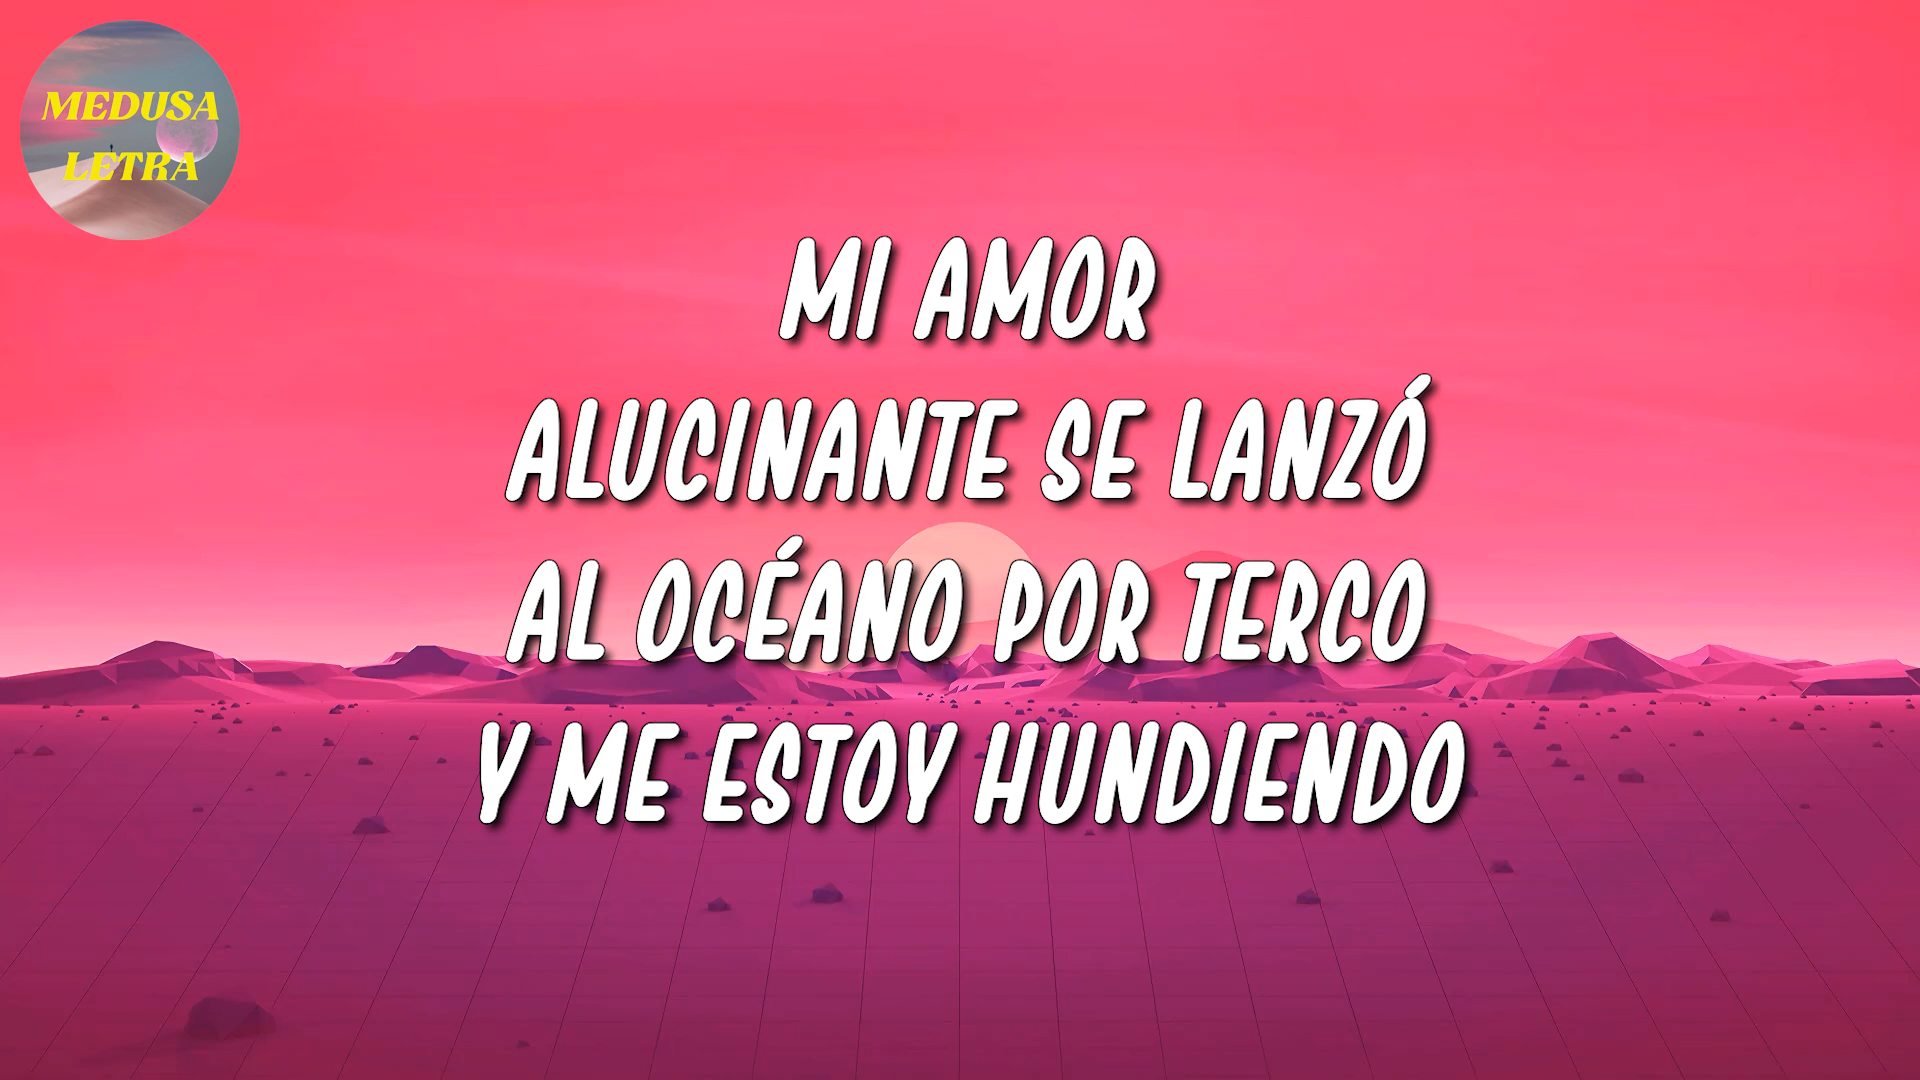 MEDUSA
LETRA
MI AMOR
ALUCINANTE SE LANZÓ
AL OCÉANO POR TERCO
Y ME ESTOY HUNDIENDO